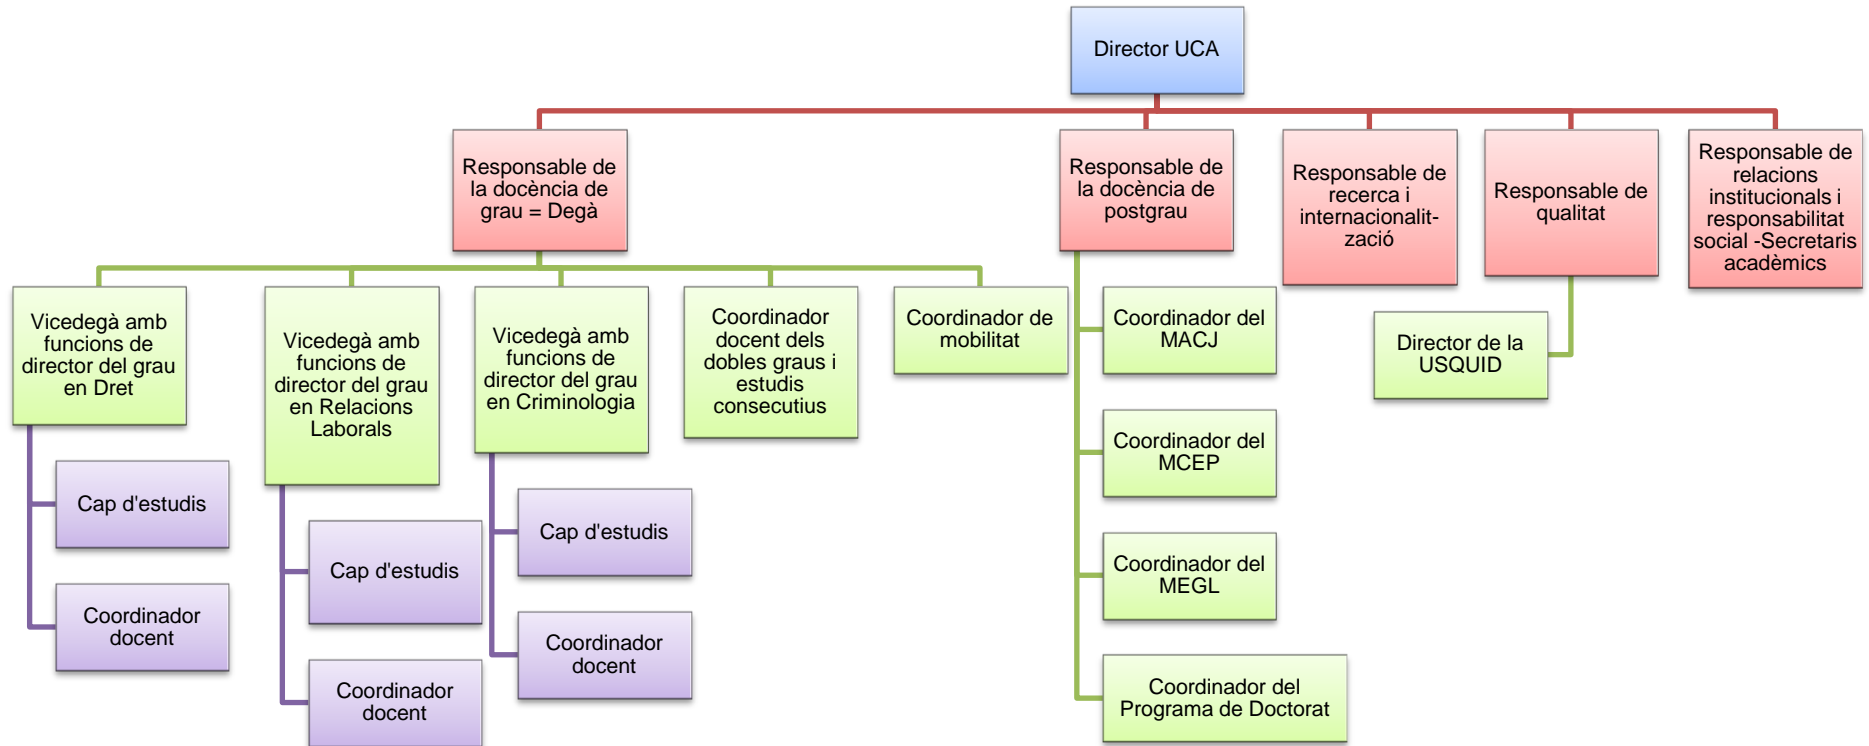 Director UCA
Responsable de
la docència de
grau = Degà
Responsable de
la docència de
postgrau
Responsable de
recerca i
internacionalit-
zació
Responsable de
qualitat
Responsable de
relacions
institucionals i
responsabilitat
social -Secretaris
acadèmics
Vicedegà amb
funcions de
director del grau
en Dret
Vicedegà amb
funcions de
director del grau
en Relacions
Laborals
Vicedegà amb
funcions de
director del grau
en Criminologia
Coordinador
docent dels
dobles graus i
estudis
consecutius
Coordinador de
mobilitat
Coordinador del
MACJ
Director de la
USQUID
Cap d'estudis
Coordinador
docent
Cap d'estudis
Coordinador
docent
Cap d'estudis
Coordinador
docent
Coordinador del
MCEP
Coordinador del
MEGL
Coordinador del
Programa de Doctorat